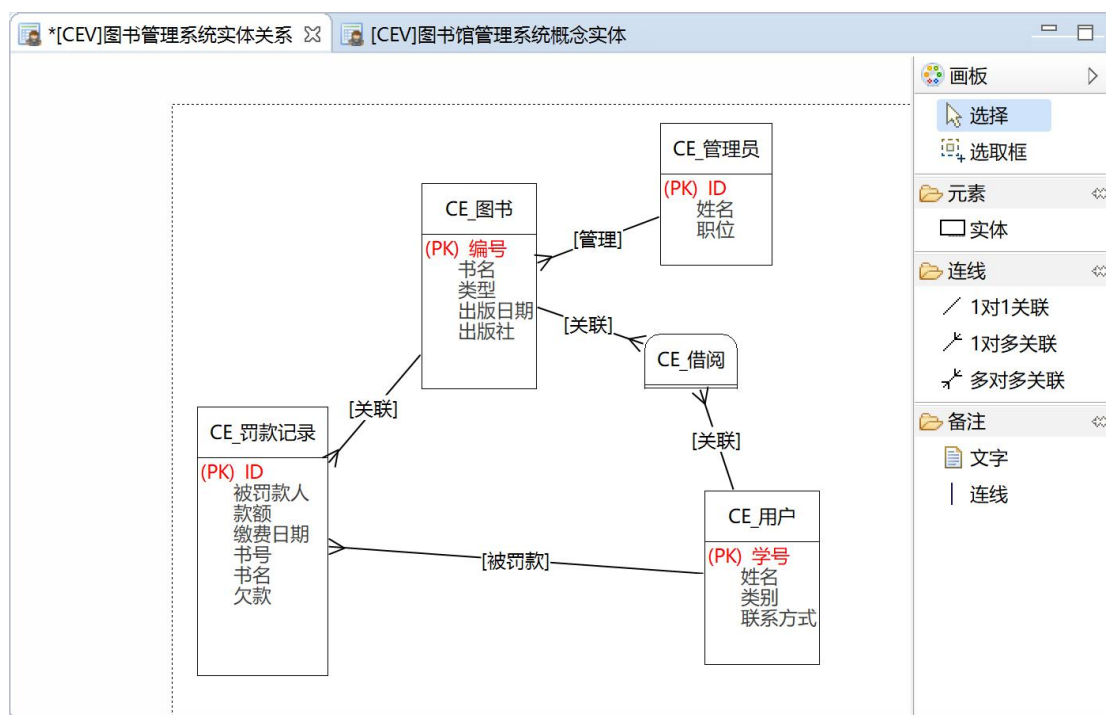 *[CEV]图书管理系统实体关系
[CEV]图书馆管理系统概念实体
CE_管理员
(PK) ID
姓名
职位
CE_图书
(PK) 编号
书名
类型
出版日期
出版社
[管理]
[关联]
CE_借阅
[关联]
CE_罚款记录
(PK) ID
被罚款人
款额
缴费日期
书号
书名
欠款
[关联]
CE_用户
(PK) 学号
姓名
类别
联系方式
[被罚款]
画板
选择
选取框
元素
实体
连线
1对1关联
1对多关联
多对多关联
备注
文字
连线